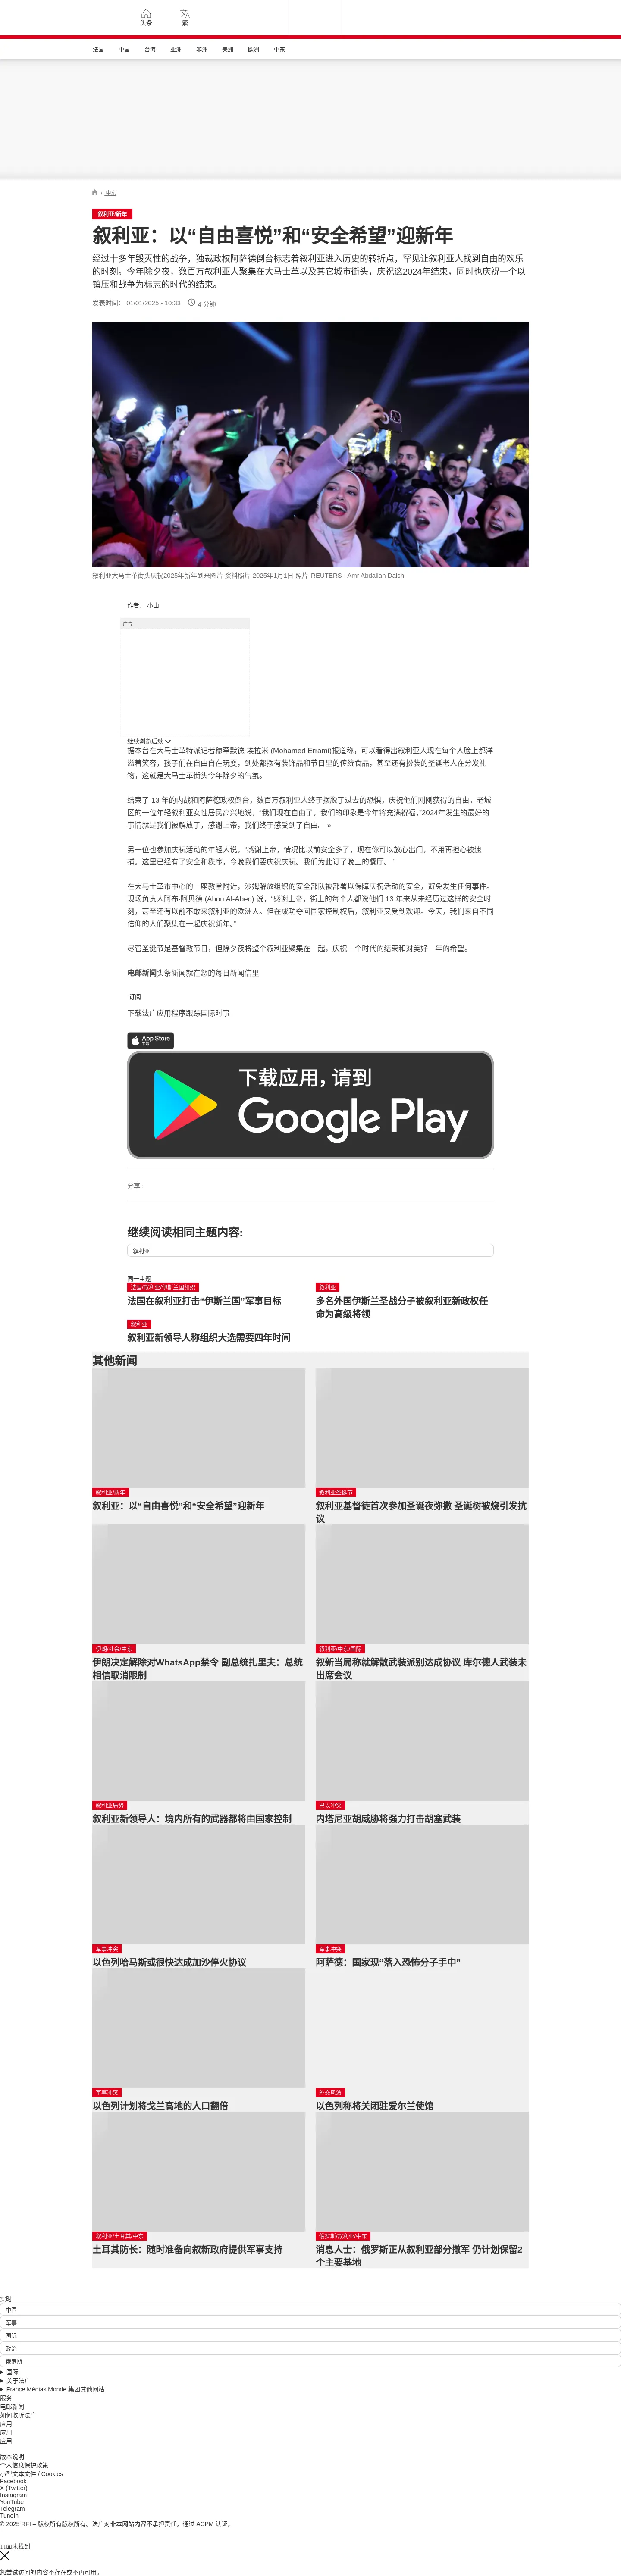 头条
繁
法国
中国
台海
亚洲
非洲
美洲
欧洲
中东
/ 中东
叙利亚/新年
叙利亚：以“自由喜悦”和“安全希望”迎新年
经过十多年毁灭性的战争，独裁政权阿萨德倒台标志着叙利亚进入历史的转折点，罕见让叙利亚人找到自由的欢乐
的时刻。今年除夕夜，数百万叙利亚人聚集在大马士革以及其它城市街头，庆祝这2024年结束，同时也庆祝一个以
镇压和战争为标志的时代的结束。
发表时间： 01/01/2025 - 10:33
4 分钟
叙利亚大马士革街头庆祝2025年新年到来图片 资料照片 2025年1月1日 照片 REUTERS - Amr Abdallah Dalsh
作者： 小山
广告
继续浏览后续
据本台在大马士革特派记者穆罕默德·埃拉米 (Mohamed Errami)报道称，可以看得出叙利亚人现在每个人脸上都洋
溢着笑容，孩子们在自由自在玩耍，到处都摆有装饰品和节日里的传统食品，甚至还有扮装的圣诞老人在分发礼
物，这就是大马士革街头今年除夕的气氛。
结束了 13 年的内战和阿萨德政权倒台，数百万叙利亚人终于摆脱了过去的恐惧，庆祝他们刚刚获得的自由。老城
区的一位年轻叙利亚女性居民高兴地说，“我们现在自由了，我们的印象是今年将充满祝福，”2024年发生的最好的
事情就是我们被解放了，感谢上帝，我们终于感受到了自由。 »
另一位也参加庆祝活动的年轻人说，“感谢上帝，情况比以前安全多了，现在你可以放心出门，不用再担心被逮
捕。这里已经有了安全和秩序，今晚我们要庆祝庆祝。我们为此订了晚上的餐厅。 ”
在大马士革市中心的一座教堂附近，沙姆解放组织的安全部队被部署以保障庆祝活动的安全，避免发生任何事件。
现场负责人阿布·阿贝德 (Abou Al-Abed) 说，“感谢上帝，街上的每个人都说他们 13 年来从未经历过这样的安全时
刻，甚至还有以前不敢来叙利亚的欧洲人。但在成功夺回国家控制权后，叙利亚又受到欢迎。今天，我们来自不同
信仰的人们聚集在一起庆祝新年。”
尽管圣诞节是基督教节日，但除夕夜将整个叙利亚聚集在一起，庆祝一个时代的结束和对美好一年的希望。
电邮新闻头条新闻就在您的每日新闻信里
订阅
下载法广应用程序跟踪国际时事
App Store
下载
下载应用，请到
Google Play
分享 :
继续阅读相同主题内容:
叙利亚
同一主题
法国/叙利亚/伊斯兰国组织
法国在叙利亚打击“伊斯兰国”军事目标
叙利亚
多名外国伊斯兰圣战分子被叙利亚新政权任
命为高级将领
叙利亚
叙利亚新领导人称组织大选需要四年时间
其他新闻
叙利亚/新年
叙利亚：以“自由喜悦”和“安全希望”迎新年
叙利亚圣诞节
叙利亚基督徒首次参加圣诞夜弥撒 圣诞树被烧引发抗
议
伊朗/社会/中东
伊朗决定解除对WhatsApp禁令 副总统扎里夫：总统
相信取消限制
叙利亚/中东/国际
叙新当局称就解散武装派别达成协议 库尔德人武装未
出席会议
叙利亚局势
叙利亚新领导人：境内所有的武器都将由国家控制
巴以冲突
内塔尼亚胡威胁将强力打击胡塞武装
军事冲突
以色列哈马斯或很快达成加沙停火协议
军事冲突
阿萨德：国家现“落入恐怖分子手中”
军事冲突
以色列计划将戈兰高地的人口翻倍
外交风波
以色列称将关闭驻爱尔兰使馆
叙利亚/土耳其/中东
土耳其防长：随时准备向叙新政府提供军事支持
俄罗斯/叙利亚/中东
消息人士：俄罗斯正从叙利亚部分撤军 仍计划保留2
个主要基地
实时
中国
军事
国际
政治
俄罗斯
国际
关于法广
France Médias Monde 集团其他网站
服务
电邮新闻
如何收听法广
应用
应用
应用
版本说明
个人信息保护政策
小型文本文件 / Cookies
Facebook
X (Twitter)
Instagram
YouTube
Telegram
TuneIn
© 2025 RFI – 版权所有版权所有。法广对非本网站内容不承担责任。通过 ACPM 认证。
页面未找到
您尝试访问的内容不存在或不再可用。